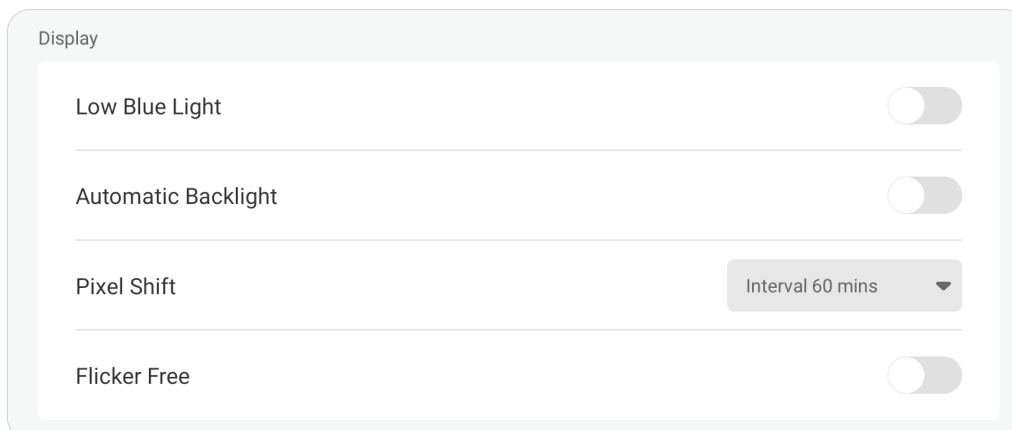 Display
Low Blue Light
Automatic Backlight
Pixel Shift
Interval 60 mins
Flicker Free